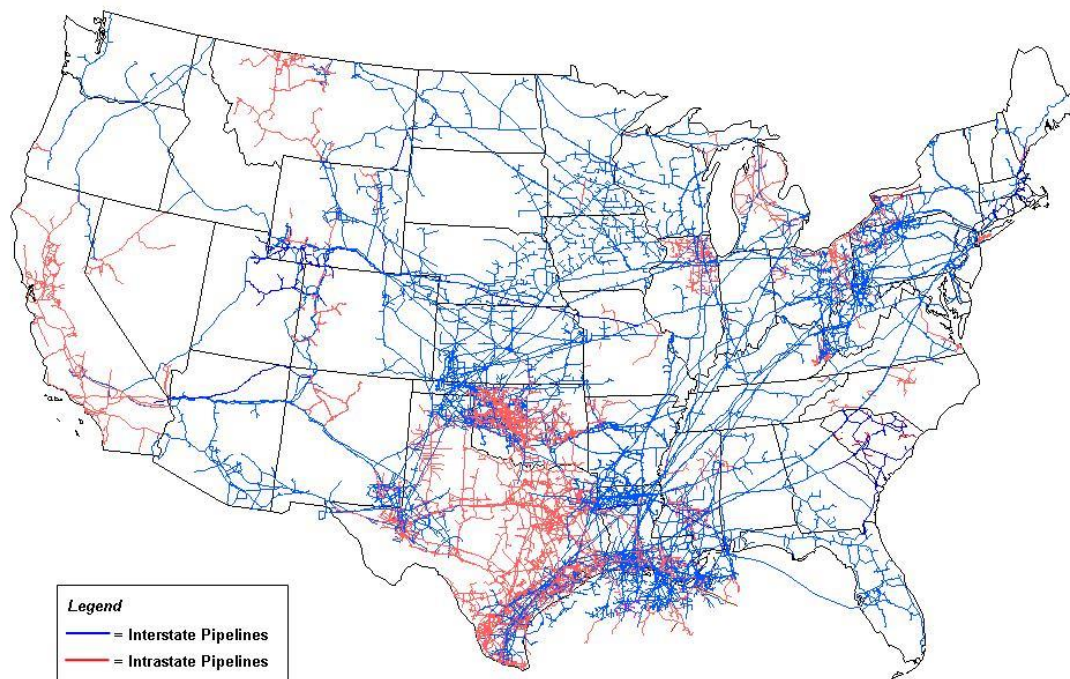 Legend
= Interstate Pipelines
= Intrastate Pipelines